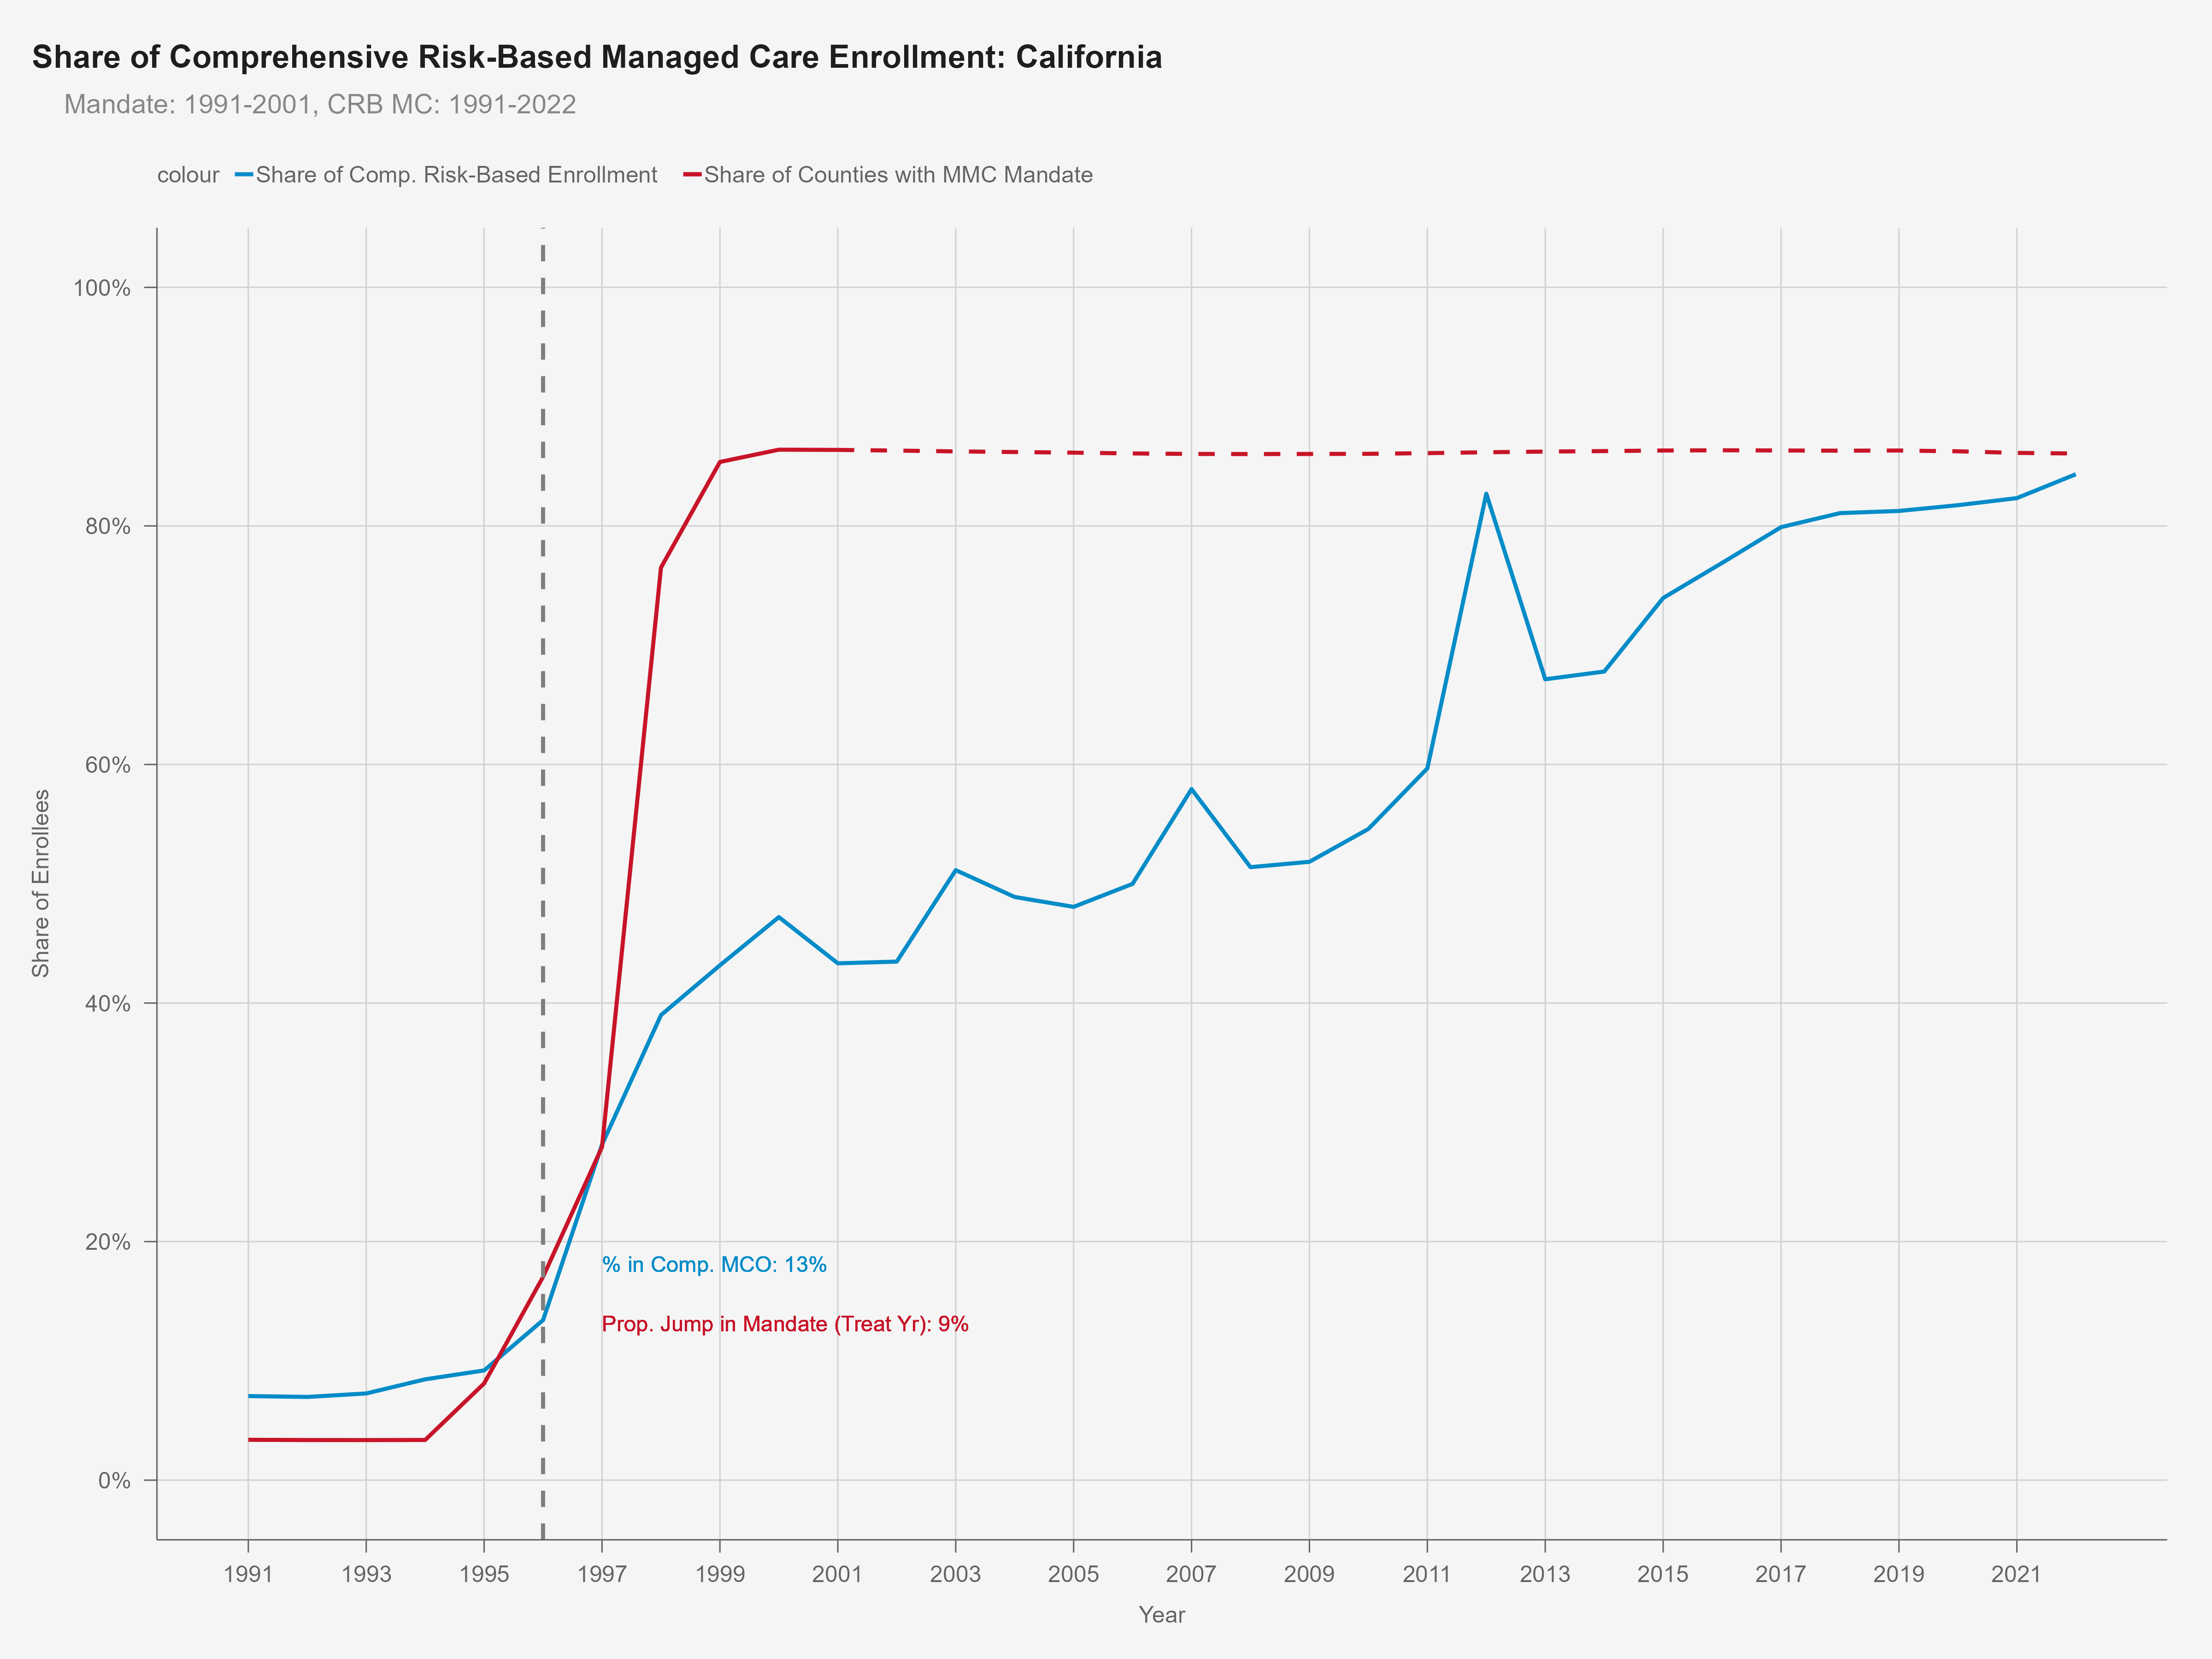 Share of Comprehensive Risk-Based Managed Care Enrollment: California
Mandate: 1991-2001, CRB MC: 1991-2022
colour Share of Comp. Risk-Based Enrollment Share of Counties with MMC Mandate
100%
80%
60%
40%
20%
0%
Share of Enrollees
% in Comp. MCO: 13%
Prop. Jump in Mandate (Treat Yr): 9%
1991 1993 1995 1997 1999 2001 2003 2005 2007 2009 2011 2013 2015 2017 2019 2021
Year